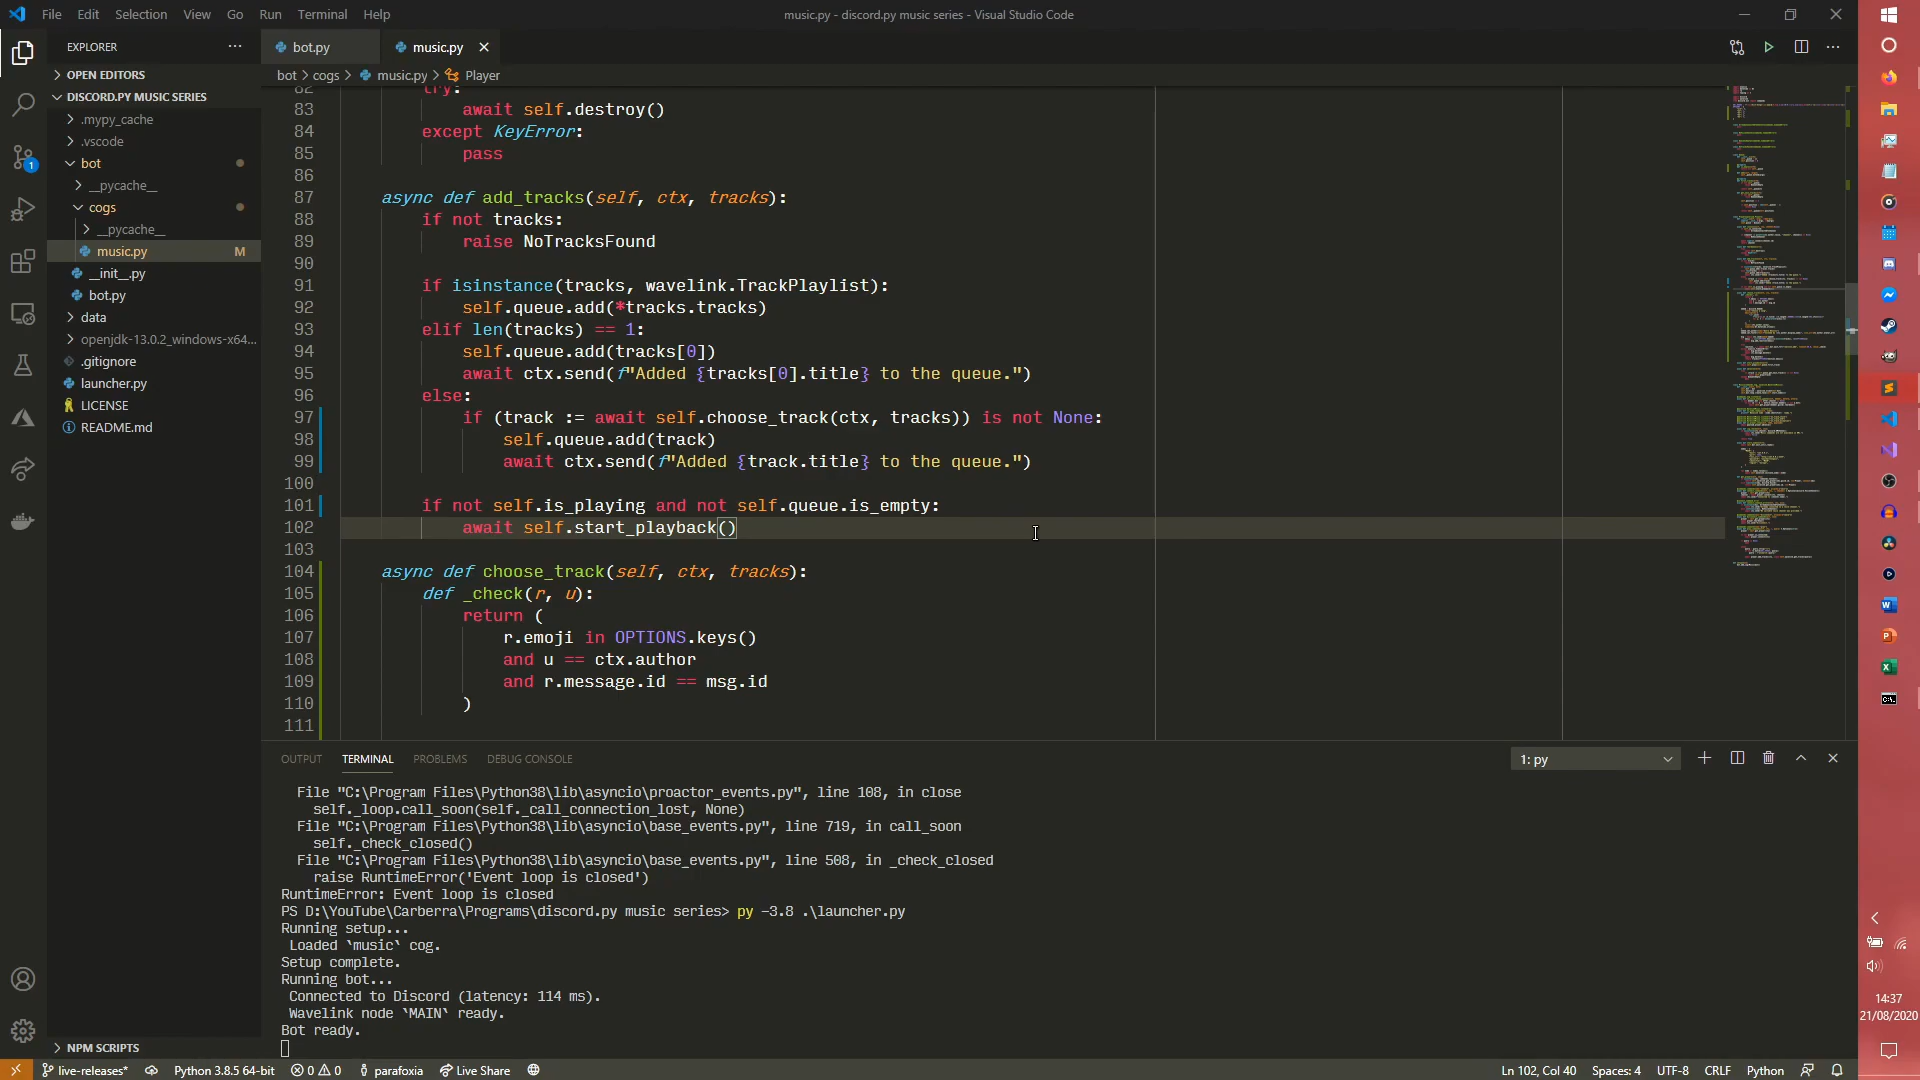 File Edit Selection View Go Run Terminal Help
music.py - discord.py music series - Visual Studio Code
EXPLORER
OPEN EDITORS
DISCORD.PY MUSIC SERIES
.mypy_cache
.vscode
bot
__pycache__
cogs
__pycache__
music.py M
__init__.py
bot.py
data
openjdk-13.0.2_windows-x64...
.gitignore
launcher.py
LICENSE
README.md
NPM SCRIPTS
1
bot.py music.py
bot > cogs > music.py > Player
82 try:
83 await self.destroy()
84 except KeyError:
85 pass
86
87 async def add_tracks(self, ctx, tracks):
88 if not tracks:
89 raise NoTracksFound
90
91 if isinstance(tracks, wavelink.TrackPlaylist):
92 self.queue.add(*tracks.tracks)
93 elif len(tracks) == 1:
94 self.queue.add(tracks[0])
95 await ctx.send(f"Added {tracks[0].title} to the queue.")
96 else:
97 if (track := await self.choose_track(ctx, tracks)) is not None:
98 self.queue.add(track)
99 await ctx.send(f"Added {track.title} to the queue.")
100
101 if not self.is_playing and not self.queue.is_empty:
102 await self.start_playback()
103
104 async def choose_track(self, ctx, tracks):
105 def _check(r, u):
106 return (
107 r.emoji in OPTIONS.keys()
108 and u == ctx.author
109 and r.message.id == msg.id
110 )
111
OUTPUT TERMINAL PROBLEMS DEBUG CONSOLE
1: py
File "C:\Program Files\Python38\lib\asyncio\proactor_events.py", line 108, in close
self._loop.call_soon(self._call_connection_lost, None)
File "C:\Program Files\Python38\lib\asyncio\base_events.py", line 719, in call_soon
self._check_closed()
File "C:\Program Files\Python38\lib\asyncio\base_events.py", line 508, in _check_closed
raise RuntimeError('Event loop is closed')
RuntimeError: Event loop is closed
PS D:\YouTube\Carberra\Programs\discord.py music series> py -3.8 .\launcher.py
Running setup...
Loaded `music` cog.
Setup complete.
Running bot...
Connected to Discord (latency: 114 ms).
Wavelink node `MAIN` ready.
Bot ready.
live-releases* Python 3.8.5 64-bit 0 0 parafoxia Live Share
Ln 102, Col 40 Spaces: 4 UTF-8 CRLF Python
14:37
21/08/2020